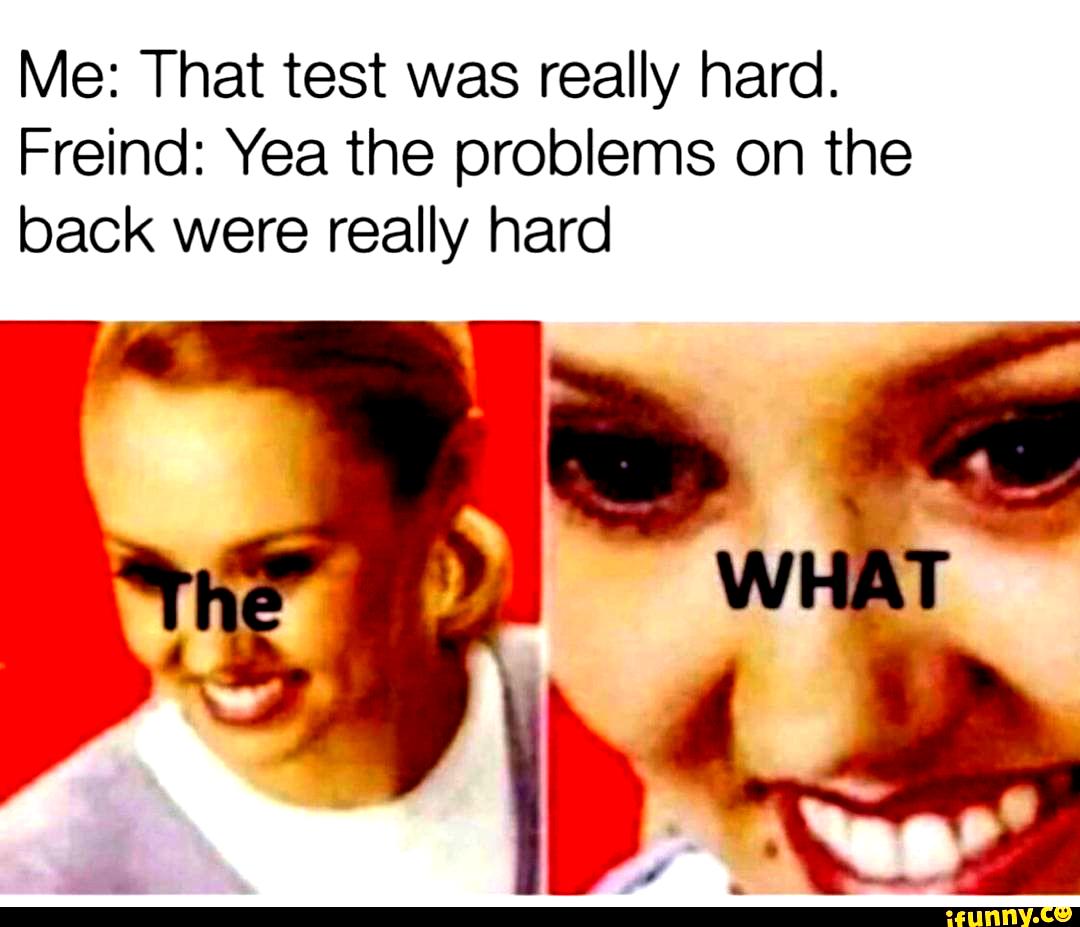 Me: That test was really hard.
Freind: Yea the problems on the
back were really hard
The
WHAT
ifunny.co